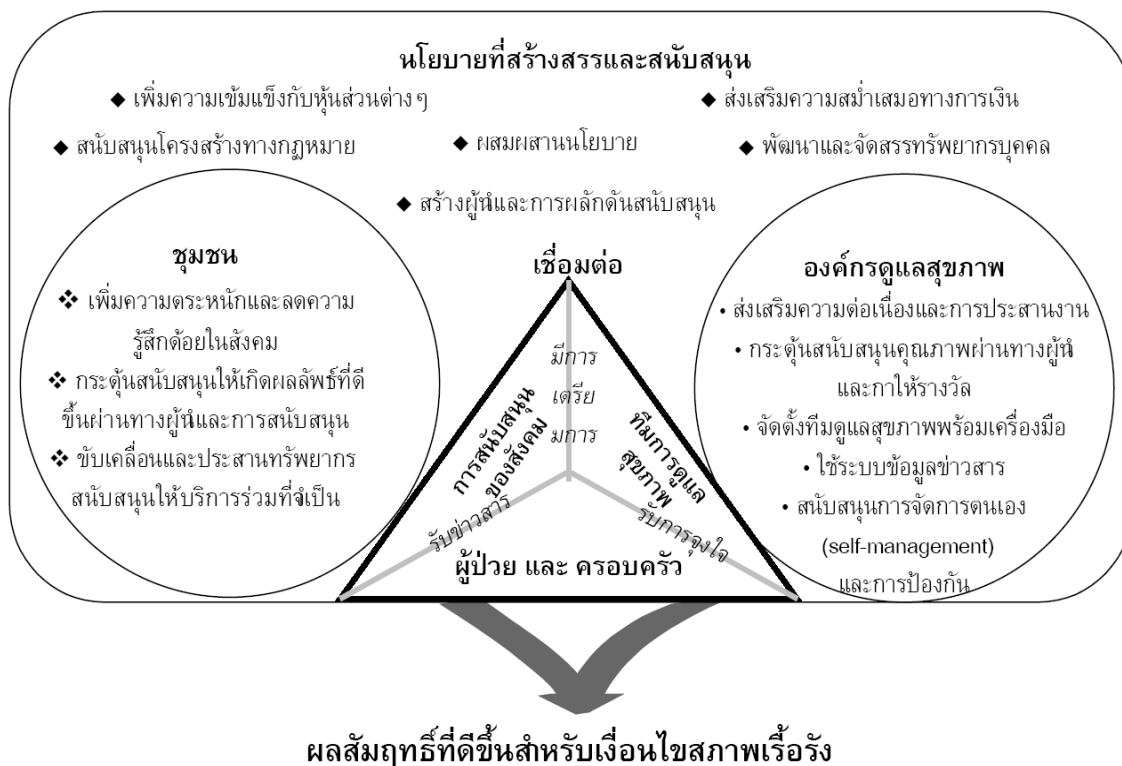 นโยบายที่สร้างสรรและสนับสนุน
◆ เพิ่มความเข้มแข็งกับหุ้นส่วนต่าง ๆ
◆ ส่งเสริมความสม่ำเสมอทางการเงิน
◆ สนับสนุนโครงสร้างทางกฎหมาย
◆ ผสมผสานนโยบาย
◆ พัฒนาและจัดสรรทรัพยากรบุคคล
◆ สร้างผู้นำและการผลักดันสนับสนุน
ชุมชน
❖ เพิ่มความตระหนักและลดความ
รู้สึกด้อยในสังคม
❖ กระตุ้นสนับสนุนให้เกิดผลลัพธ์ที่ดี
ขึ้นผ่านทางผู้นำและการสนับสนุน
❖ ขับเคลื่อนและประสานทรัพยากร
สนับสนุนให้บริการร่วมที่จำเป็น
เชื่อมต่อ
มีการ
เตรีย
มการ
การสนับสนุน
ของสังคม
ทีมการดูแล
สุขภาพ
รับข่าวสาร
รับการจูงใจ
ผู้ป่วย และ ครอบครัว
องค์กรดูแลสุขภาพ
• ส่งเสริมความต่อเนื่องและการประสานงาน
• กระตุ้นสนับสนุนคุณภาพผ่านทางผู้นำ
และกาให้รางวัล
• จัดตั้งทีมดูแลสุขภาพพร้อมเครื่องมือ
• ใช้ระบบข้อมูลข่าวสาร
• สนับสนุนการจัดการตนเอง
(self-management)
และการป้องกัน
ผลสัมฤทธิ์ที่ดีขึ้นสำหรับเงื่อนไขสภาพเรื้อรัง